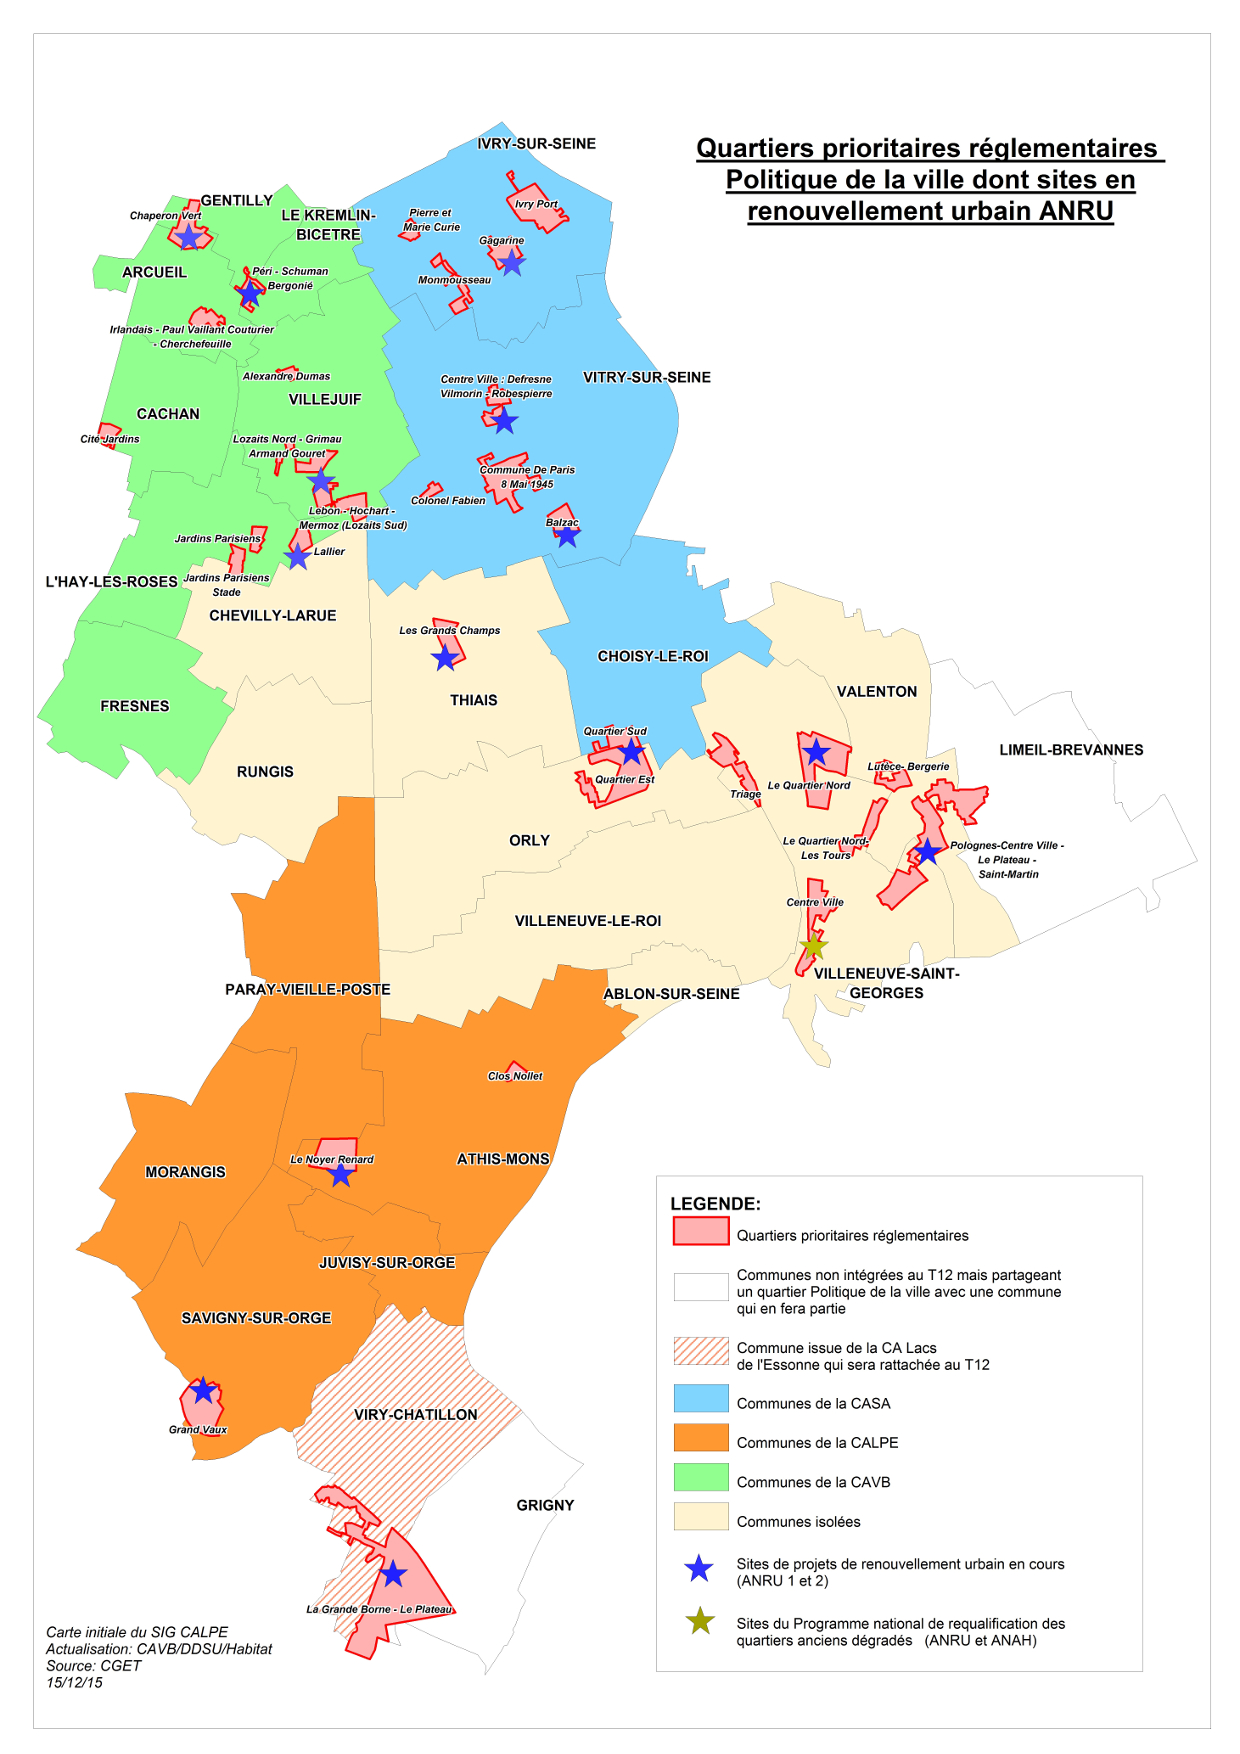 Quartiers prioritaires réglementaires
Politique de la ville dont sites en
renouvellement urbain ANRU
IVRY-SUR-SEINE
GENTILLY
Chaperon Vert
LE KREMLIN-
BICETRE
Pierre et
Marie Curie
Ivry Port
Gagarine
ARCUEIL
Péri - Schuman
Bergonié
Monmousseau
Irlandais - Paul Vaillant Couturier
- Cherchefeuille
Alexandre Dumas
Centre Ville : Defresne
Vilmorin - Robespierre
VITRY-SUR-SEINE
VILLEJUIF
CACHAN
Cité Jardins
Lozaits Nord - Grimau
Armand Gouret
Commune De Paris
8 Mai 1945
Colonel Fabien
Lebon - Hochart -
Mermoz (Lozaits Sud)
Balzac
Jardins Parisiens
Lallier
L'HAY-LES-ROSES
Jardins Parisiens
Stade
CHEVILLY-LARUE
Les Grands Champs
CHOISY-LE-ROI
THIAIS
VALENTON
FRESNES
Quartier Sud
LIMEIL-BREVANNES
RUNGIS
Quartier Est
Lutèce- Bergerie
Le Quartier Nord
Triage
ORLY
Le Quartier Nord-
Les Tours
Polognes-Centre Ville -
Le Plateau -
Saint-Martin
Centre Ville
VILLENEUVE-LE-ROI
VILLENEUVE-SAINT-
GEORGES
PARAY-VIEILLE-POSTE
ABLON-SUR-SEINE
Clos Nollet
Le Noyer Renard
ATHIS-MONS
MORANGIS
JUVISY-SUR-ORGE
SAVIGNY-SUR-ORGE
VIRY-CHATILLON
Grand Vaux
GRIGNY
La Grande Borne - Le Plateau
LEGENDE:
Quartiers prioritaires réglementaires
Communes non intégrées au T12 mais partageant
un quartier Politique de la ville avec une commune
qui en fera partie
Commune issue de la CA Lacs
de l'Essonne qui sera rattachée au T12
Communes de la CASA
Communes de la CALPE
Communes de la CAVB
Communes isolées
Sites de projets de renouvellement urbain en cours
(ANRU 1 et 2)
Sites du Programme national de requalification des
quartiers anciens dégradés (ANRU et ANAH)
Carte initiale du SIG CALPE
Actualisation: CAVB/DDSU/Habitat
Source: CGET
15/12/15